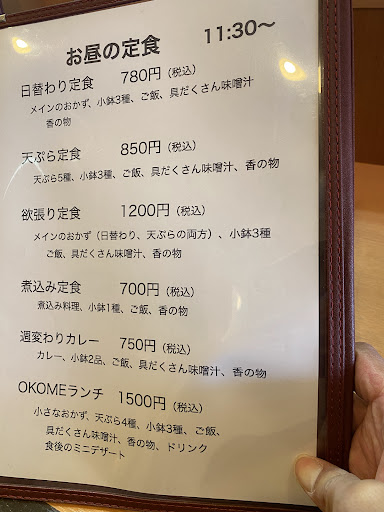 お昼の定食 11:30〜
日替わり定食 780円（税込）
メインのおかず、小鉢3種、ご飯、具だくさん味噌汁
香の物
天ぷら定食 850円（税込）
天ぷら5種、小鉢3種、ご飯、具だくさん味噌汁、香の物
欲張り定食 1200円（税込）
メインのおかず（日替わり、天ぷらの両方）、小鉢3種
ご飯、具だくさん味噌汁、香の物
煮込み定食 700円（税込）
煮込み料理、小鉢1種、ご飯、香の物
週変わりカレー 750円（税込）
カレー、小鉢2品、ご飯、具だくさん味噌汁、香の物
OKOMEランチ 1500円（税込）
小さなおかず、天ぷら4種、小鉢3種、ご飯、
具だくさん味噌汁、香の物、ドリンク
食後のミニデザート